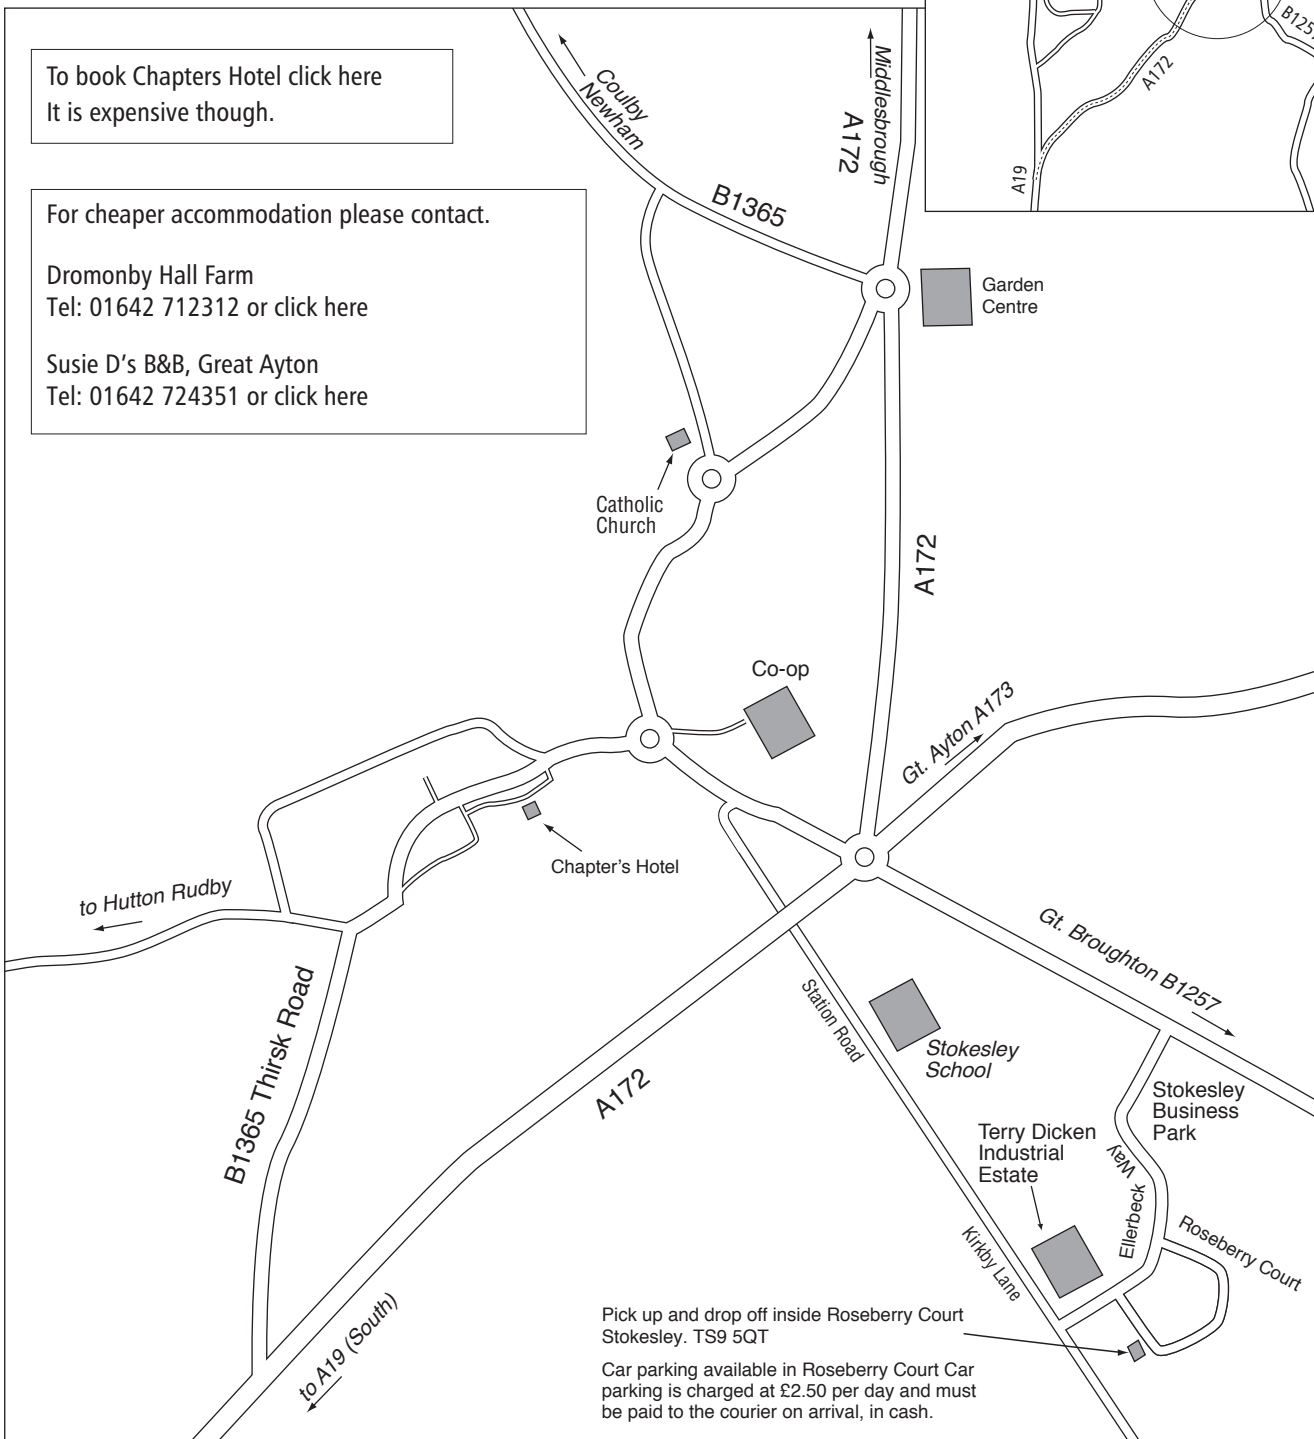 To book Chapters Hotel click here
It is expensive though.
For cheaper accommodation please contact.
Dromonby Hall Farm
Tel: 01642 712312 or click here
Susie D's B&B, Great Ayton
Tel: 01642 724351 or click here
Coulby
Newham
Middlesbrough
A172
B1365
A172
A19
Garden
Centre
Catholic
Church
A172
Co-op
Gt. Ayton A173
Chapter's Hotel
to Hutton Rudby
Gt. Broughton B1257
B1365 Thirsk Road
Station Road
Stokesley
School
A172
Stokesley
Business
Park
Terry Dicken
Industrial
Estate
Ellerbeck
Way
Roseberry Court
Kirkby Lane
to A19 (South)
Pick up and drop off inside Roseberry Court
Stokesley. TS9 5QT
Car parking available in Roseberry Court Car
parking is charged at £2.50 per day and must
be paid to the courier on arrival, in cash.